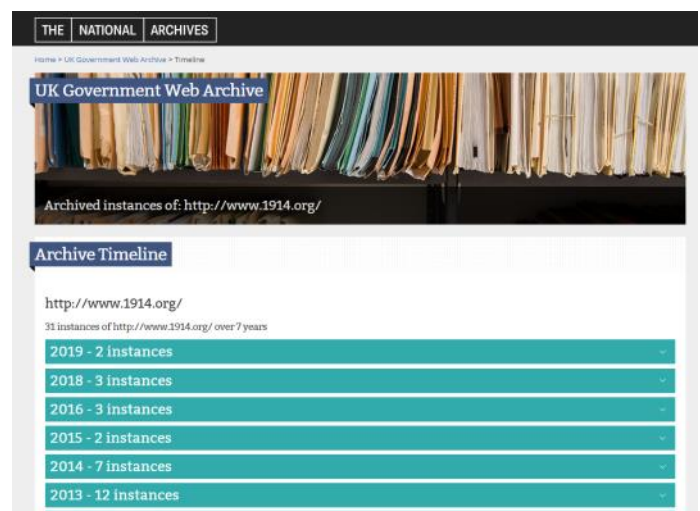 THE NATIONAL ARCHIVES
Home > UK Government Web Archive > Timeline
UK Government Web Archive
Archived instances of: http://www.1914.org/
Archive Timeline
http://www.1914.org/
31 instances of http://www.1914.org/ over 7 years
2019 - 2 instances
2018 - 3 instances
2016 - 3 instances
2015 - 2 instances
2014 - 7 instances
2013 - 12 instances